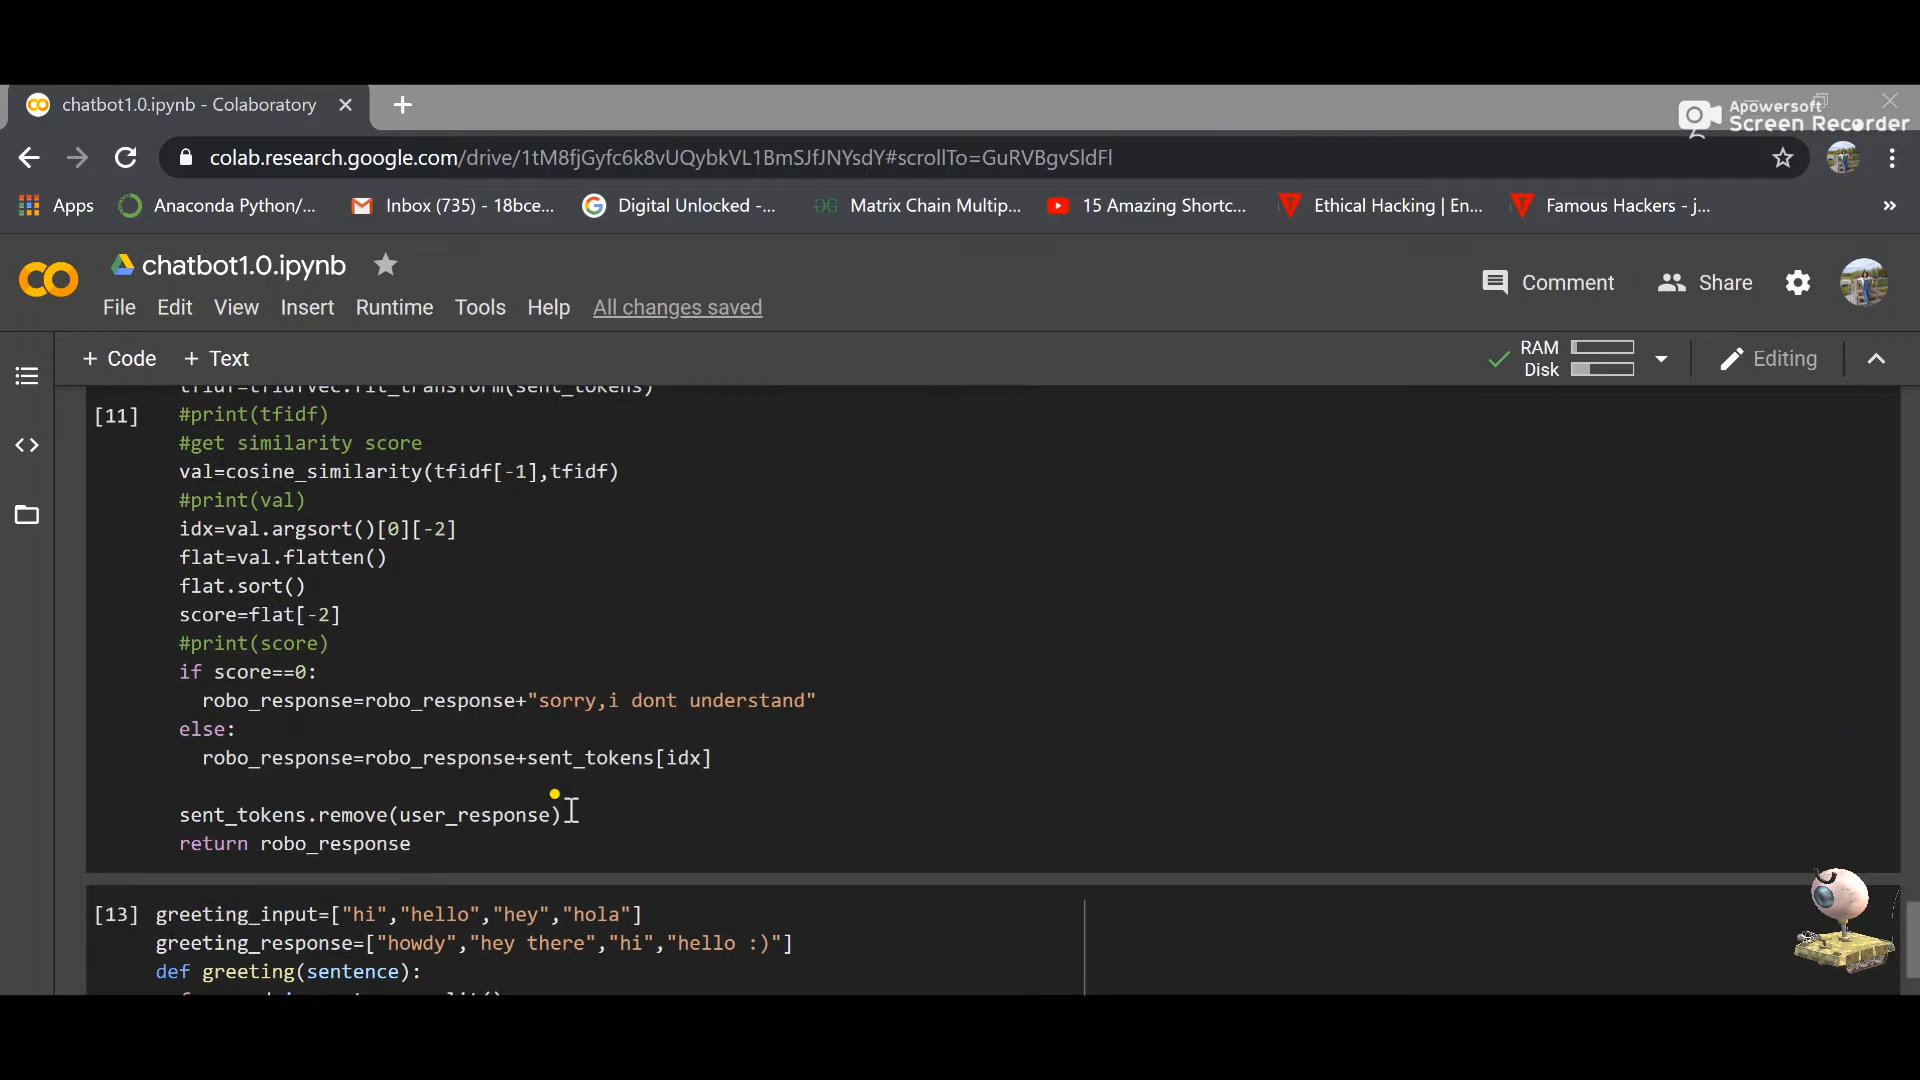 chatbot1.0.ipynb - Colaboratory
Apowersoft
Screen Recorder
colab.research.google.com/drive/1tM8fjGyfc6k8vUQybkVL1BmSJfJNYsdY#scrollTo=GuRVBgvSldFl
Apps
Anaconda Python/...
Inbox (735) - 18bce...
Digital Unlocked -...
Matrix Chain Multip...
15 Amazing Shortc...
Ethical Hacking | En...
Famous Hackers - j...
»
chatbot1.0.ipynb
File Edit View Insert Runtime Tools Help All changes saved
Comment
Share
+ Code + Text
RAM
Disk
Editing
tfidf=tfidfvec.fit_transform(sent_tokens)
[11] #print(tfidf)
#get similarity score
val=cosine_similarity(tfidf[-1],tfidf)
#print(val)
idx=val.argsort()[0][-2]
flat=val.flatten()
flat.sort()
score=flat[-2]
#print(score)
if score==0:
robo_response=robo_response+"sorry,i dont understand"
else:
robo_response=robo_response+sent_tokens[idx]
sent_tokens.remove(user_response)
return robo_response
[13] greeting_input=["hi","hello","hey","hola"]
greeting_response=["howdy","hey there","hi","hello :)"]
def greeting(sentence):